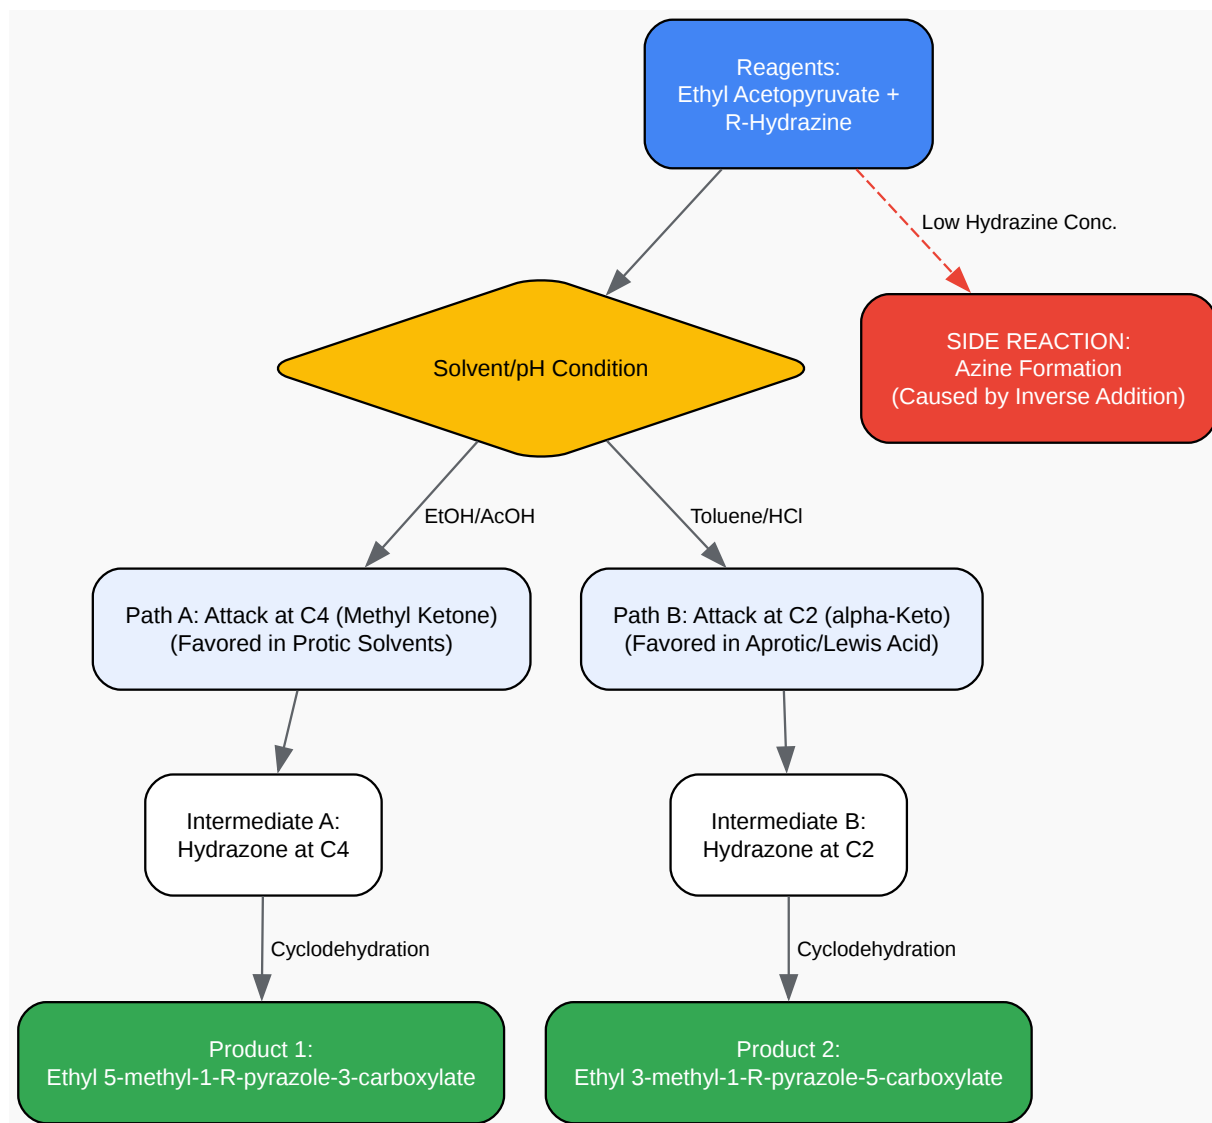 Reagents:
Ethyl Acetopyruvate +
R-Hydrazine
Low Hydrazine Conc.
SIDE REACTION:
Azine Formation
(Caused by Inverse Addition)
Solvent/pH Condition
EtOH/AcOH
Toluene/HCl
Path A: Attack at C4 (Methyl Ketone)
(Favored in Protic Solvents)
Path B: Attack at C2 (alpha-Keto)
(Favored in Aprotic/Lewis Acid)
Intermediate A:
Hydrazone at C4
Intermediate B:
Hydrazone at C2
Cyclodehydration
Cyclodehydration
Product 1:
Ethyl 5-methyl-1-R-pyrazole-3-carboxylate
Product 2:
Ethyl 3-methyl-1-R-pyrazole-5-carboxylate